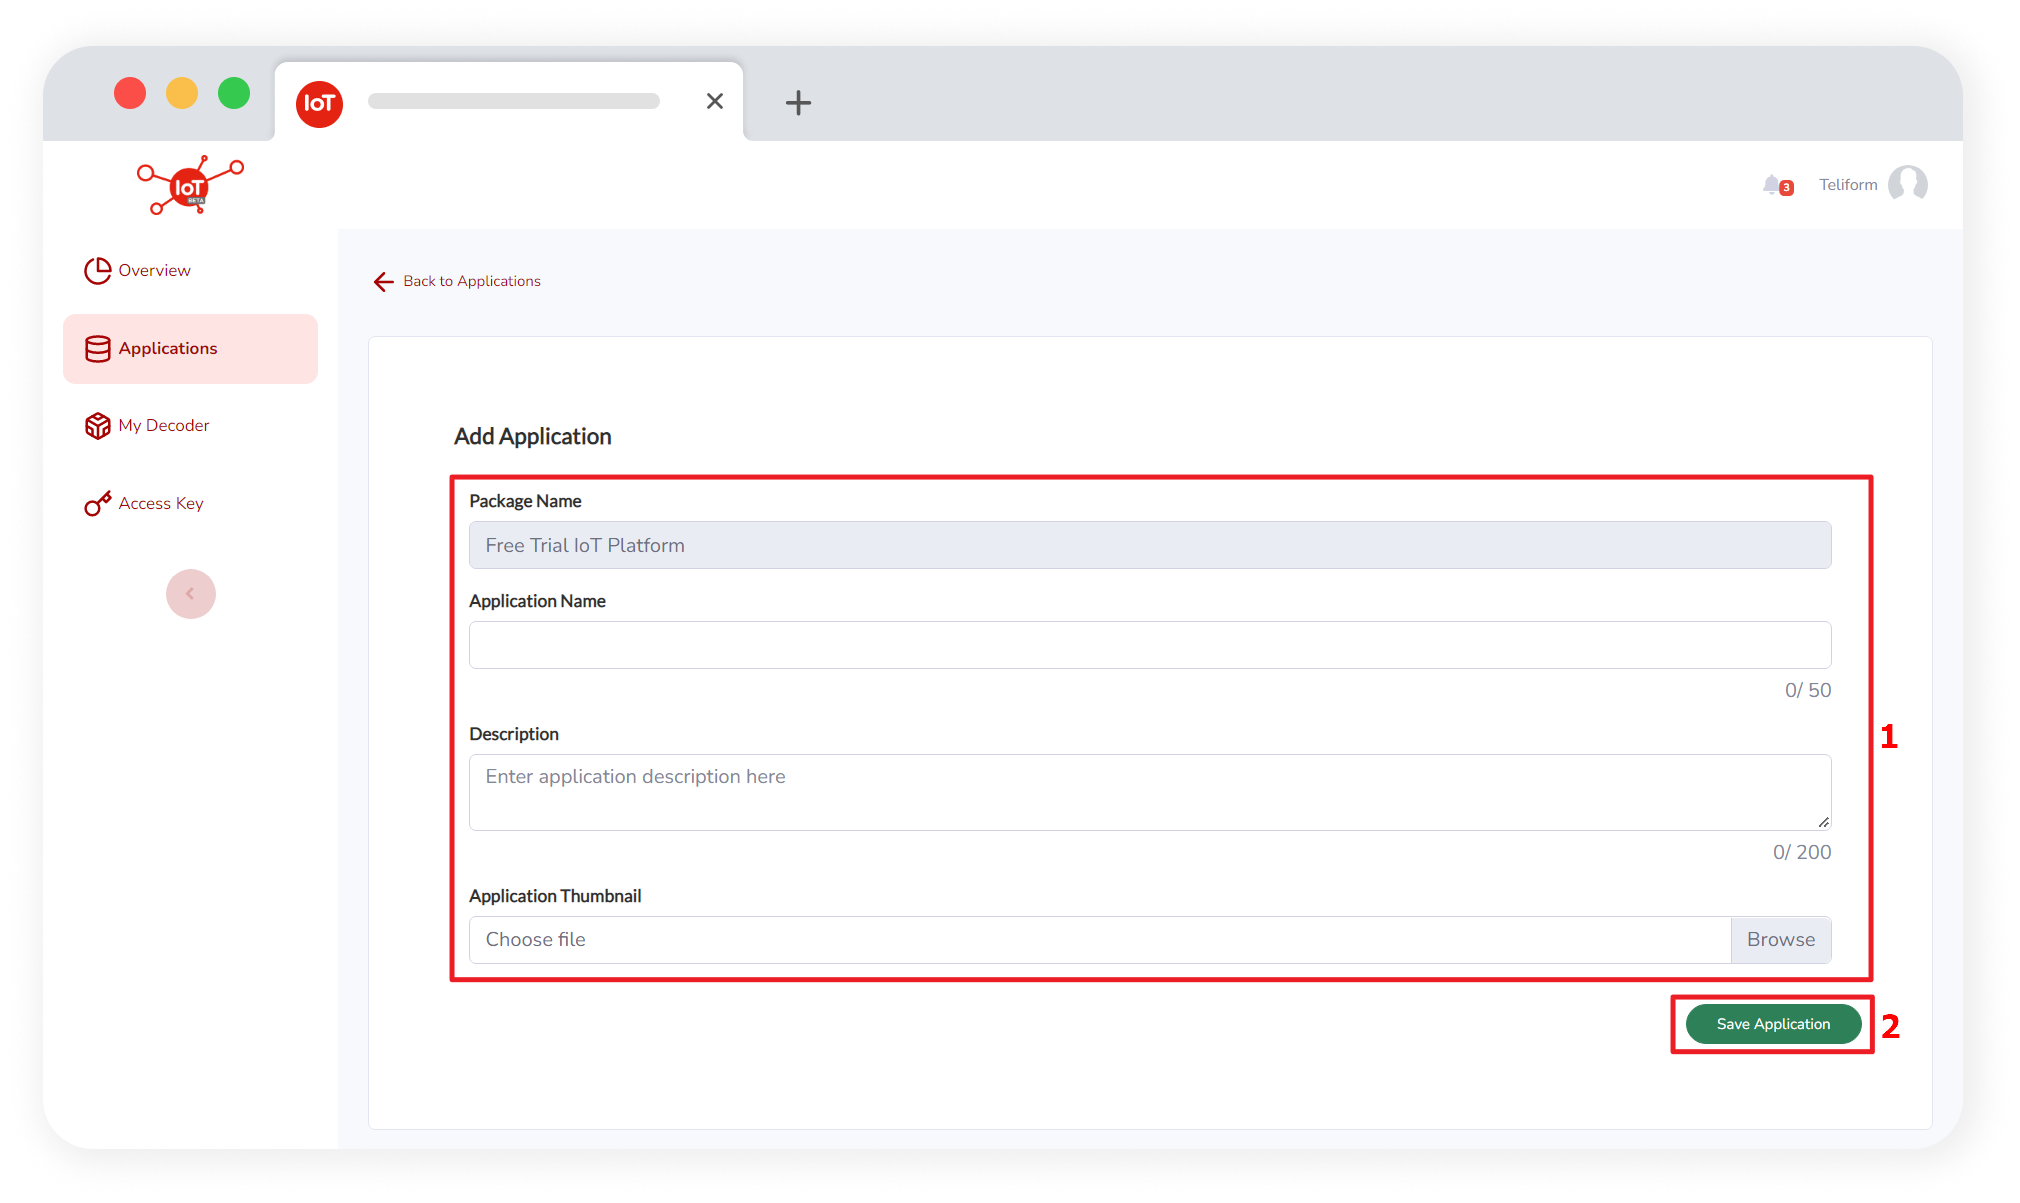 IoT
IoT
BETA
3
Teliform
Overview
Back to Applications
Applications
My Decoder
Access Key
Add Application
Package Name
Free Trial IoT Platform
Application Name
0/ 50
Description
1
Enter application description here
0/ 200
Application Thumbnail
Choose file
Browse
Save Application
2